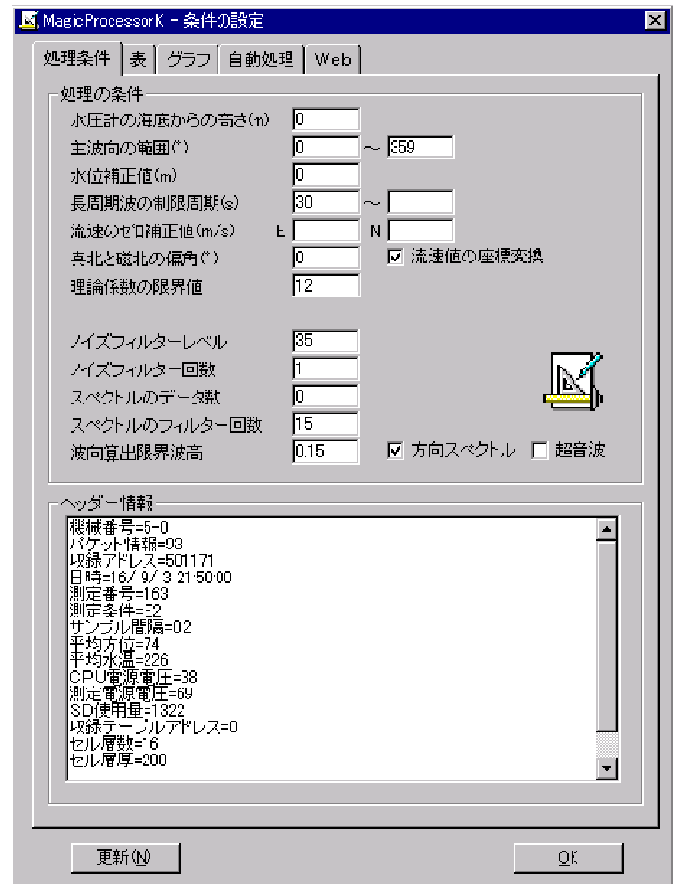 MagicProcessorK - 条件の設定
処理条件 表 グラフ 自動処理 Web
処理の条件
水圧計の海底からの高さ(m) 0
主波向の範囲(°) 0 ～ 359
水位補正値(m) 0
長周期波の制限周期(s) 30 ～
流速のゼロ補正値(m/s) E N
真北と磁北の偏角(°) 0 流速値の座標変換
理論係数の限界値 12
ノイズフィルターレベル 35
ノイズフィルター回数 1
スペクトルのデータ数 0
スペクトルのフィルター回数 15
波向算出限界波高 0.15 方向スペクトル 超音波
ヘッダー情報
機械番号=5-0
パケット情報=93
収録アドレス=501171
日時=16/ 9/ 3 21:50:00
測定番号=163
測定条件=
サンプル間隔=02
平均方位=74
平均水温=226
CPU電源電圧=38
測定電源電圧=69
SD使用量=1322
収録テーブルアドレス=0
セル層数=16
セル層厚=200
更新(N) OK